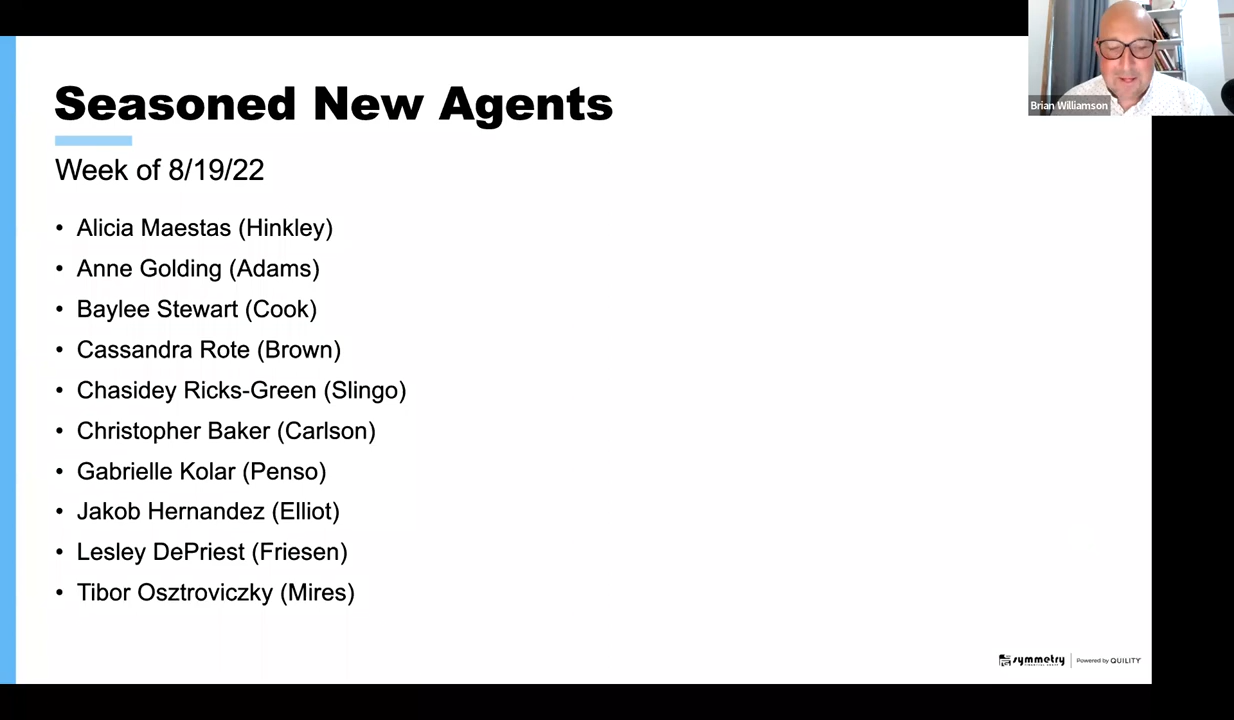 Seasoned New Agents
Week of 8/19/22
• Alicia Maestas (Hinkley)
• Anne Golding (Adams)
• Baylee Stewart (Cook)
• Cassandra Rote (Brown)
• Chasidey Ricks-Green (Slingo)
• Christopher Baker (Carlson)
• Gabrielle Kolar (Penso)
• Jakob Hernandez (Elliot)
• Lesley DePriest (Friesen)
• Tibor Osztroviczky (Mires)
Brian Williamson
symmetry
FINANCIAL GROUP
Powered by QUILITY